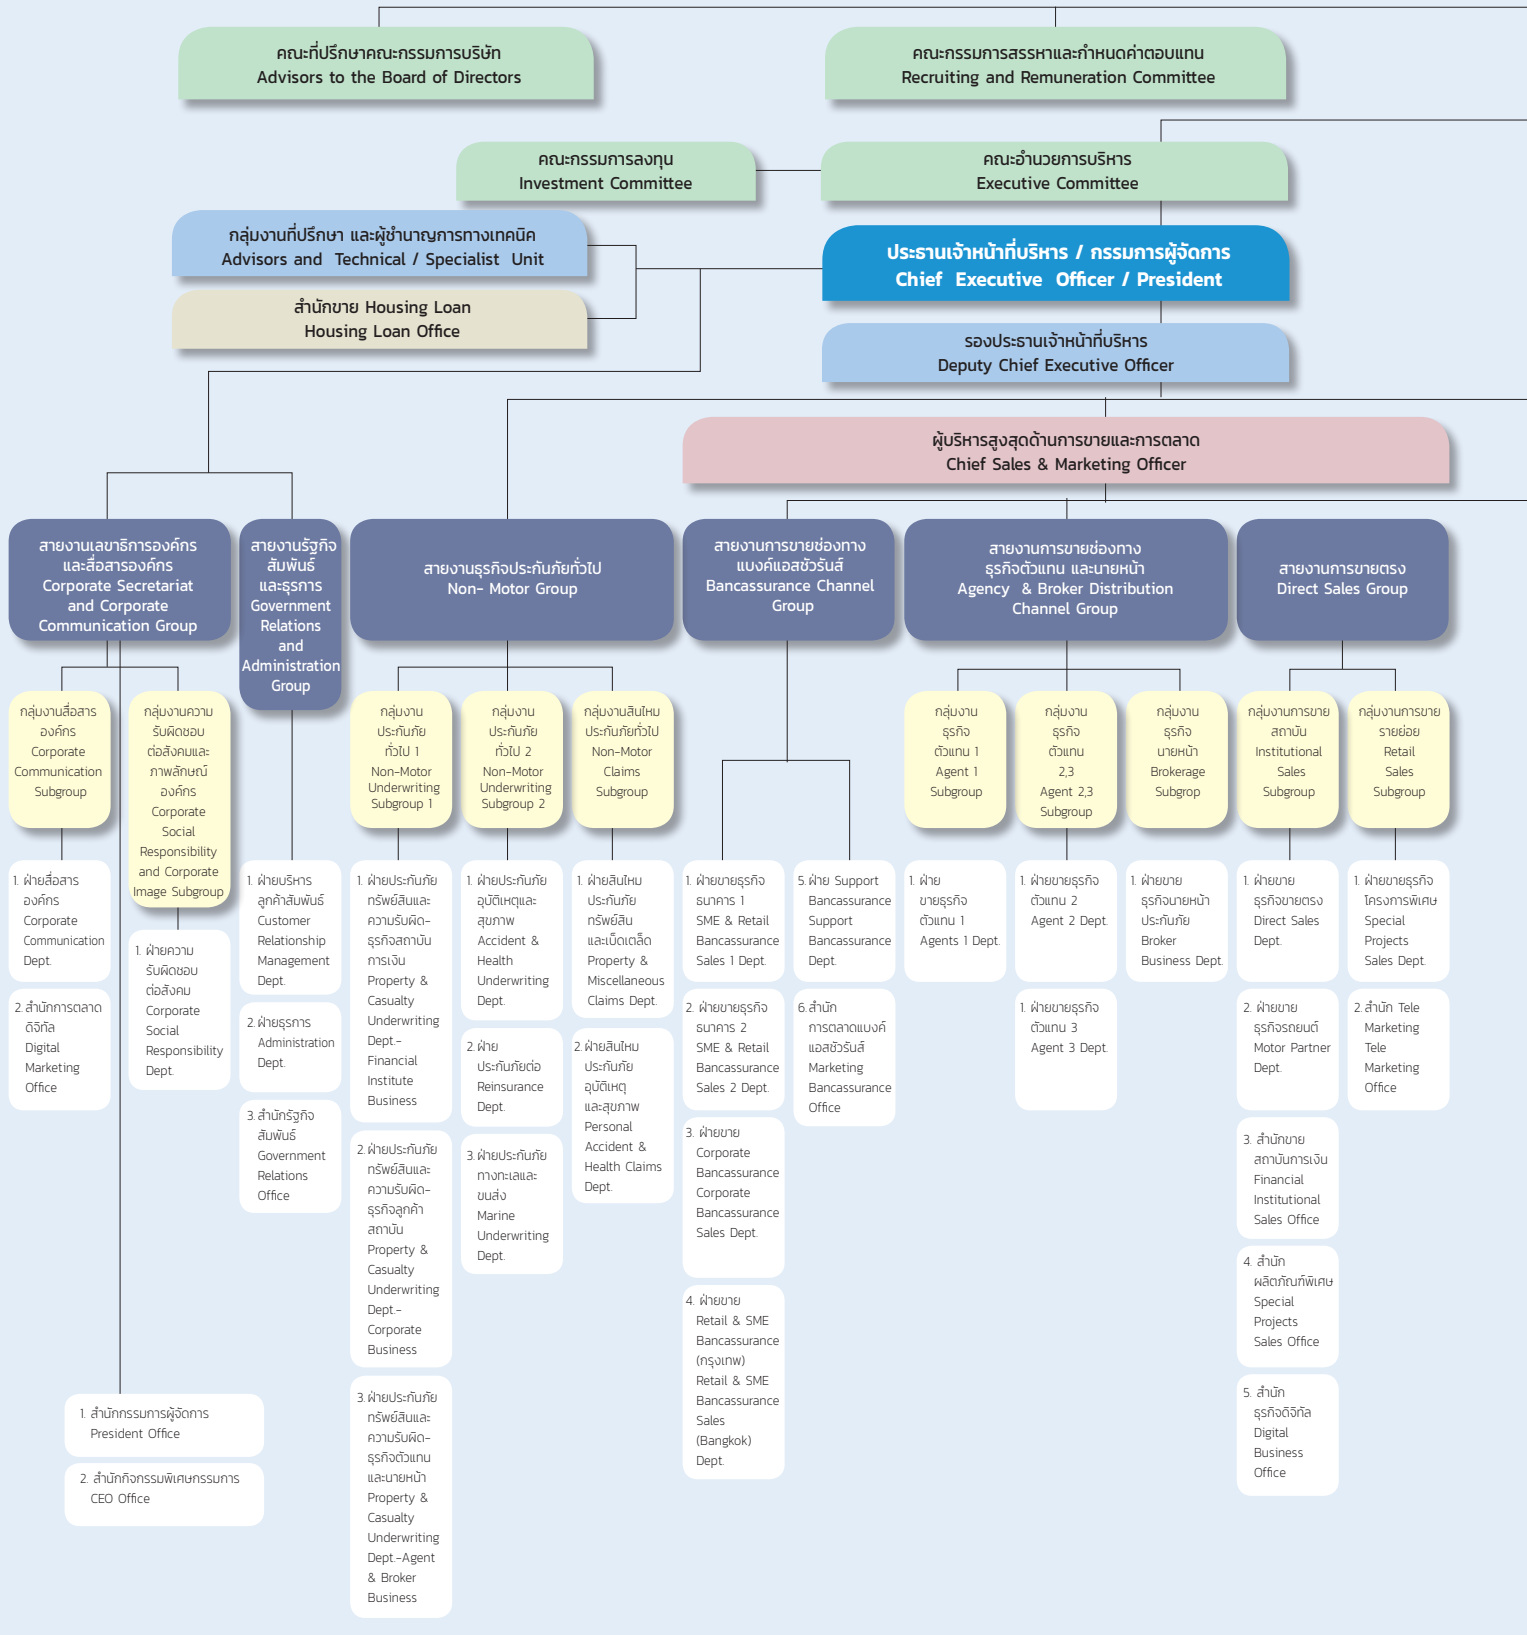 คณะที่ปรึกษาคณะกรรมการบริษัท
Advisors to the Board of Directors
คณะกรรมการสรรหาและกำหนดค่าตอบแทน
Recruiting and Remuneration Committee
คณะกรรมการลงทุน
Investment Committee
คณะอำนวยการบริหาร
Executive Committee
กลุ่มงานที่ปรึกษา และผู้ชำนาญการทางเทคนิค
Advisors and Technical / Specialist Unit
ประธานเจ้าหน้าที่บริหาร / กรรมการผู้จัดการ
Chief Executive Officer / President
สำนักขาย Housing Loan
Housing Loan Office
รองประธานเจ้าหน้าที่บริหาร
Deputy Chief Executive Officer
ผู้บริหารสูงสุดด้านการขายและการตลาด
Chief Sales & Marketing Officer
สายงานเลขาธิการองค์กร
และสื่อสารองค์กร
Corporate Secretariat
and Corporate
Communication Group
สายงานรัฐกิจ
สัมพันธ์
และธุรการ
Government
Relations
and
Administration
Group
สายงานธุรกิจประกันภัยทั่วไป
Non- Motor Group
สายงานการขายช่องทาง
แบงค์แอสชัวรันส์
Bancassurance Channel
Group
สายงานการขายช่องทาง
ธุรกิจตัวแทน และนายหน้า
Agency & Broker Distribution
Channel Group
สายงานการขายตรง
Direct Sales Group
กลุ่มงานสื่อสาร
องค์กร
Corporate
Communication
Subgroup
กลุ่มงานความ
รับผิดชอบ
ต่อสังคมและ
ภาพลักษณ์
องค์กร
Corporate
Social
Responsibility
and Corporate
Image Subgroup
กลุ่มงาน
ประกันภัย
ทั่วไป 1
Non-Motor
Underwriting
Subgroup 1
กลุ่มงาน
ประกันภัย
ทั่วไป 2
Non-Motor
Underwriting
Subgroup 2
กลุ่มงานสินไหม
ประกันภัยทั่วไป
Non-Motor
Claims
Subgroup
กลุ่มงาน
ธุรกิจ
ตัวแทน 1
Agent 1
Subgroup
กลุ่มงาน
ธุรกิจ
ตัวแทน
2,3
Agent 2,3
Subgroup
กลุ่มงาน
ธุรกิจ
นายหน้า
Brokerage
Subgrop
กลุ่มงานการขาย
สถาบัน
Institutional
Sales
Subgroup
กลุ่มงานการขาย
รายย่อย
Retail
Sales
Subgroup
1. ฝ่ายสื่อสาร
องค์กร
Corporate
Communication
Dept.
2. สำนักการตลาด
ดิจิทัล
Digital
Marketing
Office
1. ฝ่ายความ
รับผิดชอบ
ต่อสังคม
Corporate
Social
Responsibility
Dept.
1. สำนักกรรมการผู้จัดการ
President Office
2. สำนักกิจกรรมพิเศษกรรมการ
CEO Office
1. ฝ่ายบริหาร
ลูกค้าสัมพันธ์
Customer
Relationship
Management
Dept.
2. ฝ่ายธุรการ
Administration
Dept.
3. สำนักรัฐกิจ
สัมพันธ์
Government
Relations
Office
1. ฝ่ายประกันภัย
ทรัพย์สินและ
ความรับผิด-
ธุรกิจสถาบัน
การเงิน
Property &
Casualty
Underwriting
Dept.-
Financial
Institute
Business
2. ฝ่ายประกันภัย
ทรัพย์สินและ
ความรับผิด-
ธุรกิจลูกค้า
สถาบัน
Property &
Casualty
Underwriting
Dept.-
Corporate
Business
3. ฝ่ายประกันภัย
ทรัพย์สินและ
ความรับผิด-
ธุรกิจตัวแทน
และนายหน้า
Property &
Casualty
Underwriting
Dept.-Agent
& Broker
Business
1. ฝ่ายประกันภัย
อุบัติเหตุและ
สุขภาพ
Accident &
Health
Underwriting
Dept.
2. ฝ่าย
ประกันภัยต่อ
Reinsurance
Dept.
3. ฝ่ายประกันภัย
ทางทะเลและ
ขนส่ง
Marine
Underwriting
Dept.
1. ฝ่ายสินไหม
ประกันภัย
ทรัพย์สิน
และเบ็ดเตล็ด
Property &
Miscellaneous
Claims Dept.
2. ฝ่ายสินไหม
ประกันภัย
อุบัติเหตุ
และสุขภาพ
Personal
Accident &
Health Claims
Dept.
1. ฝ่ายขายธุรกิจ
ธนาคาร 1
SME & Retail
Bancassurance
Sales 1 Dept.
2. ฝ่ายขายธุรกิจ
ธนาคาร 2
SME & Retail
Bancassurance
Sales 2 Dept.
3. ฝ่ายขาย
Corporate
Bancassurance
Corporate
Bancassurance
Sales Dept.
4. ฝ่ายขาย
Retail & SME
Bancassurance
(กรุงเทพ)
Retail & SME
Bancassurance
Sales
(Bangkok)
Dept.
5. ฝ่าย Support
Bancassurance
Support
Bancassurance
Dept.
6. สำนัก
การตลาดแบงค์
แอสชัวรันส์
Marketing
Bancassurance
Office
1. ฝ่าย
ขายธุรกิจ
ตัวแทน 1
Agents 1 Dept.
1. ฝ่ายขายธุรกิจ
ตัวแทน 2
Agent 2 Dept.
1. ฝ่ายขายธุรกิจ
ตัวแทน 3
Agent 3 Dept.
1. ฝ่ายขาย
ธุรกิจนายหน้า
ประกันภัย
Broker
Business Dept.
1. ฝ่ายขาย
ธุรกิจขายตรง
Direct Sales
Dept.
2. ฝ่ายขาย
ธุรกิจรถยนต์
Motor Partner
Dept.
3. สำนักขาย
สถาบันการเงิน
Financial
Institutional
Sales Office
4. สำนัก
ผลิตภัณฑ์พิเศษ
Special
Projects
Sales Office
5. สำนัก
ธุรกิจดิจิทัล
Digital
Business
Office
1. ฝ่ายขายธุรกิจ
โครงการพิเศษ
Special
Projects
Sales Dept.
2. สำนัก Tele
Marketing
Tele
Marketing
Office